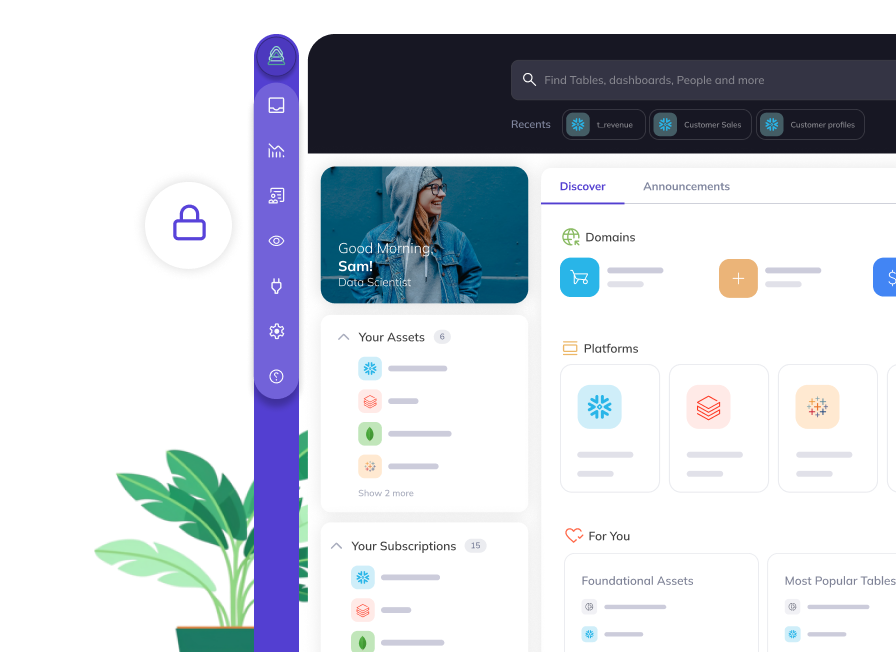 Find Tables, dashboards, People and more
Recents
t_revenue
Customer Sales
Customer profiles
Good Morning,
Sam!
Data Scientist
Discover
Announcements
Domains
Your Assets 6
Show 2 more
Platforms
Your Subscriptions 15
For You
Foundational Assets
Most Popular Tables